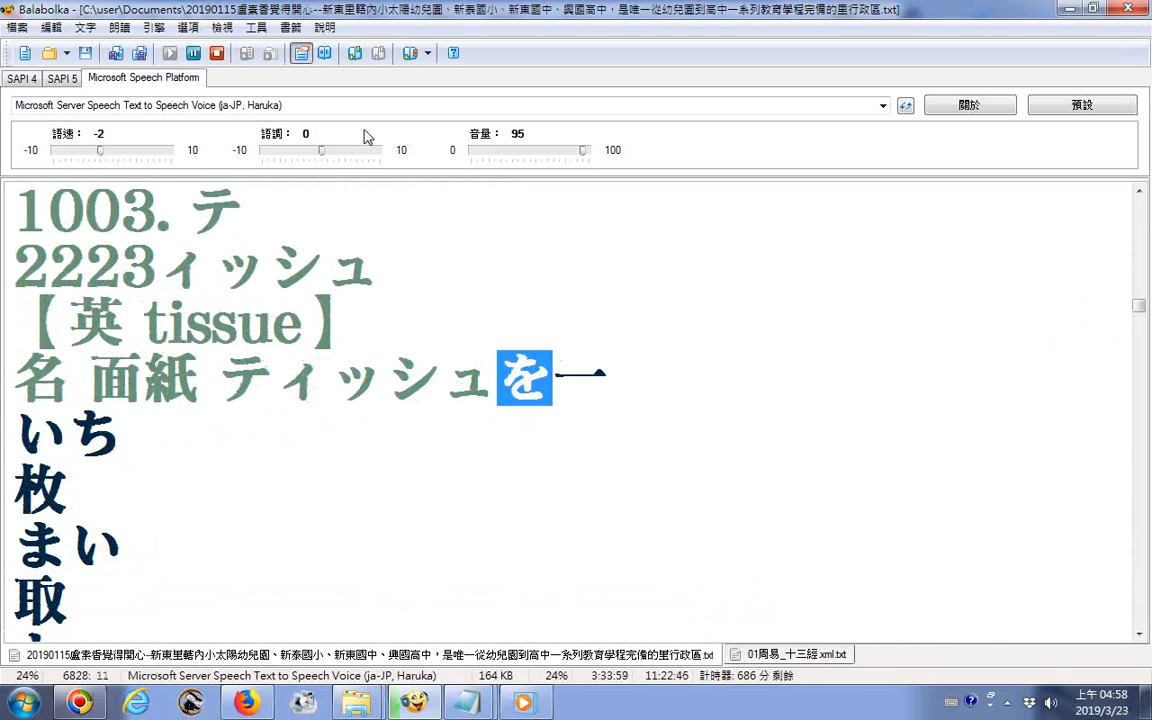 Balabolka - [C:\user\Documents\20190115盧素香覺得開心--新東里轄內小太陽幼兒園、新泰國小、新東國中、興國高中，是唯一從幼兒園到高中一系列教育學程完備的里行政區.txt]
檔案 編輯 文字 朗讀 引擎 選項 檢視 工具 書籤 說明
SAPI 4 SAPI 5 Microsoft Speech Platform
Microsoft Server Speech Text to Speech Voice (ja-JP, Haruka) 關於 預設
語速： -2 語調： 0 音量： 95
-10 10 -10 10 0 100
1003. テ
2223ィッシュ
【英 tissue】
名 面紙 ティッシュを一
いち
枚
まい
取
20190115盧素香覺得開心--新東里轄內小太陽幼兒園、新泰國小、新東國中、興國高中，是唯一從幼兒園到高中一系列教育學程完備的里行政區.txt 01周易_十三經.xml.txt
24% 6828: 11 Microsoft Server Speech Text to Speech Voice (ja-JP, Haruka) 164 KB 24% 3:33:59 11:22:46 計時器: 686 分 剩餘
上午 04:58
2019/3/23